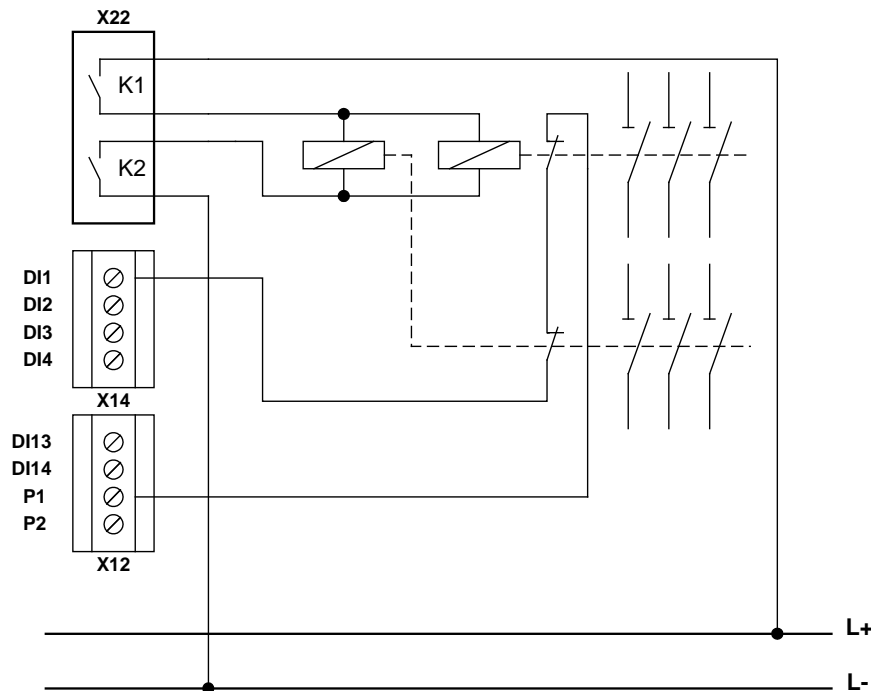 X22
K1
K2
DI1
DI2
DI3
DI4
X14
DI13
DI14
P1
P2
X12
L+
L-